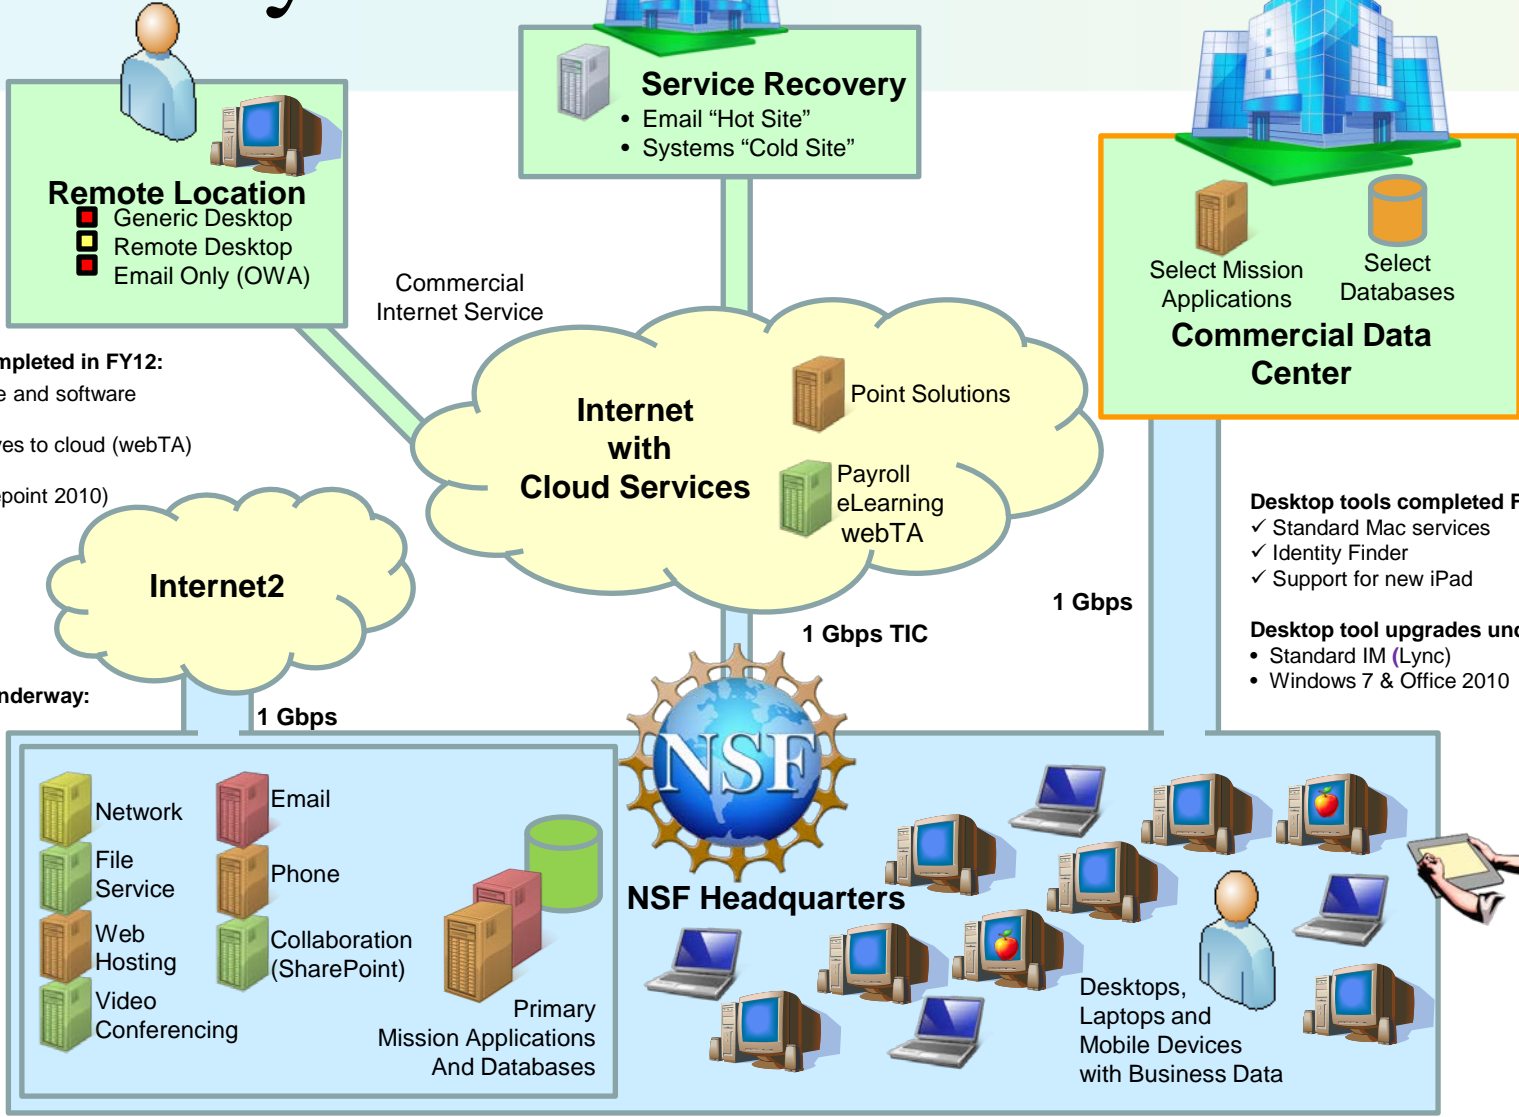 Service Recovery
• Email “Hot Site”
• Systems “Cold Site”
Remote Location
Generic Desktop
Remote Desktop
Email Only (OWA)
Commercial
Internet Service
Select Mission
Applications
Select
Databases
Commercial Data
Center
in FY12:
and software
to cloud (webTA)
2010)
Internet
with
Cloud Services
Point Solutions
Payroll
eLearning
webTA
Internet2
Desktop tools completed
✓ Standard Mac services
✓ Identity Finder
✓ Support for new iPad
1 Gbps
1 Gbps TIC
Desktop tool upgrades
• Standard IM (Lync)
• Windows 7 & Office 2010
1 Gbps
NSF
Network
Email
File
Service
Phone
Web
Hosting
Collaboration
(SharePoint)
Video
Conferencing
Primary
Mission Applications
And Databases
NSF Headquarters
Desktops,
Laptops and
Mobile Devices
with Business Data